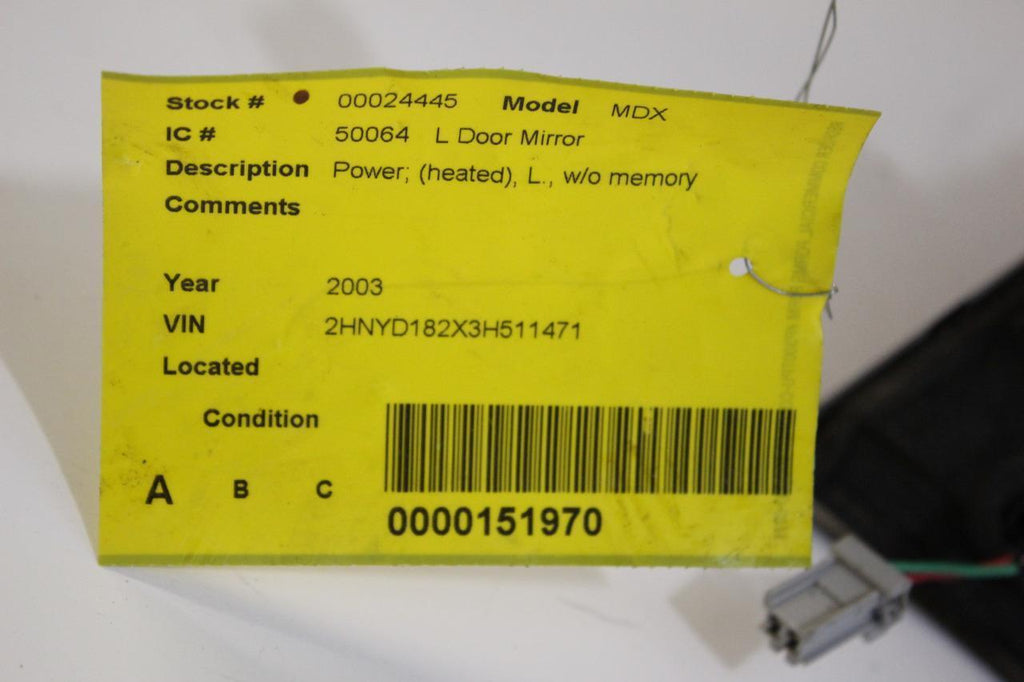 Stock # 00024445 Model MDX
IC # 50064 L Door Mirror
Description Power; (heated), L., w/o memory
Comments
Year 2003
VIN 2HNYD182X3H511471
Located
Condition
A B C
0000151970